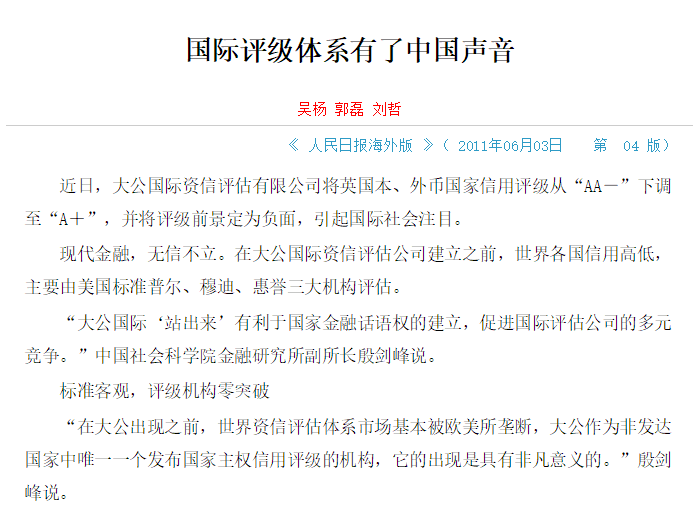 国际评级体系有了中国声音
吴杨 郭磊 刘哲
《 人民日报海外版 》（ 2011年06月03日 第 04 版）
近日，大公国际资信评估有限公司将英国本、外币国家信用评级从“AA－”下调
至“A＋”，并将评级前景定为负面，引起国际社会注目。
现代金融，无信不立。在大公国际资信评估公司建立之前，世界各国信用高低，
主要由美国标准普尔、穆迪、惠誉三大机构评估。
“大公国际‘站出来’有利于国家金融话语权的建立，促进国际评估公司的多元
竞争。”中国社会科学院金融研究所副所长殷剑峰说。
标准客观，评级机构零突破
“在大公出现之前，世界资信评估体系市场基本被欧美所垄断，大公作为非发达
国家中唯一一个发布国家主权信用评级的机构，它的出现是具有非凡意义的。”殷剑
峰说。